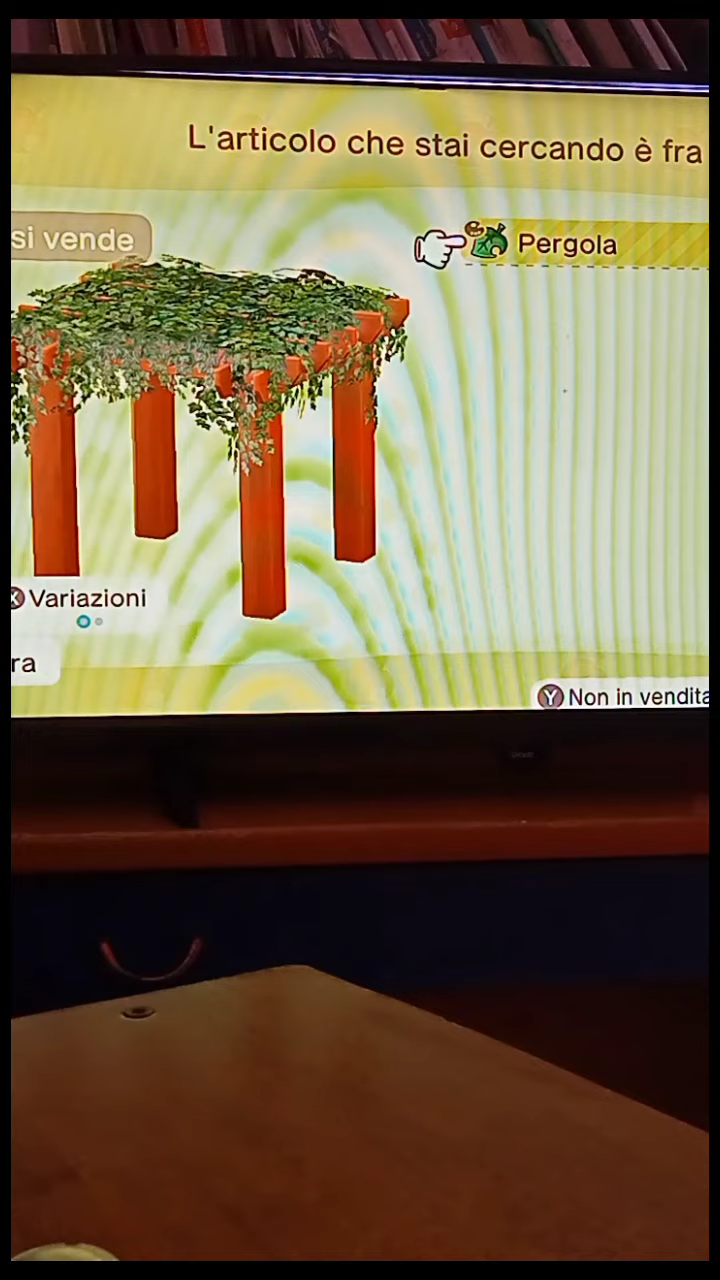 L'articolo che stai cercando è fra
si vende
Pergola
X Variazioni
ra
Y Non in vendita